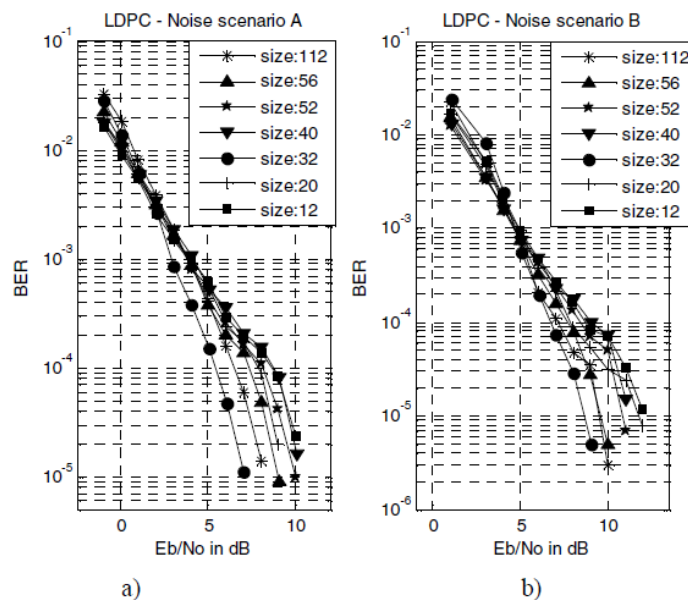 LDPC - Noise scenario A
10^-1
10^-2
10^-3
10^-4
10^-5
BER
size:112
size:56
size:52
size:40
size:32
size:20
size:12
0
5
10
Eb/No in dB
a)
LDPC - Noise scenario B
10^-1
10^-2
10^-3
10^-4
10^-5
10^-6
BER
size:112
size:56
size:52
size:40
size:32
size:20
size:12
0
5
10
Eb/No in dB
b)